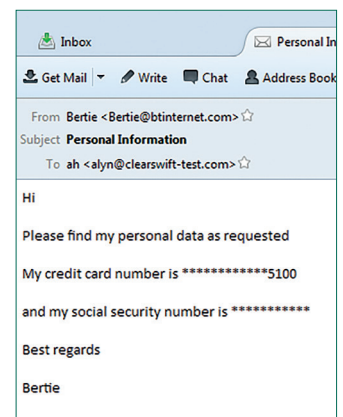 Inbox
Personal In
Get Mail Write Chat Address Book
From Bertie <Bertie@btinternet.com>
Subject Personal Information
To ah <alyn@clearswift-test.com>
Hi
Please find my personal data as requested
My credit card number is ************5100
and my social security number is ***********
Best regards
Bertie